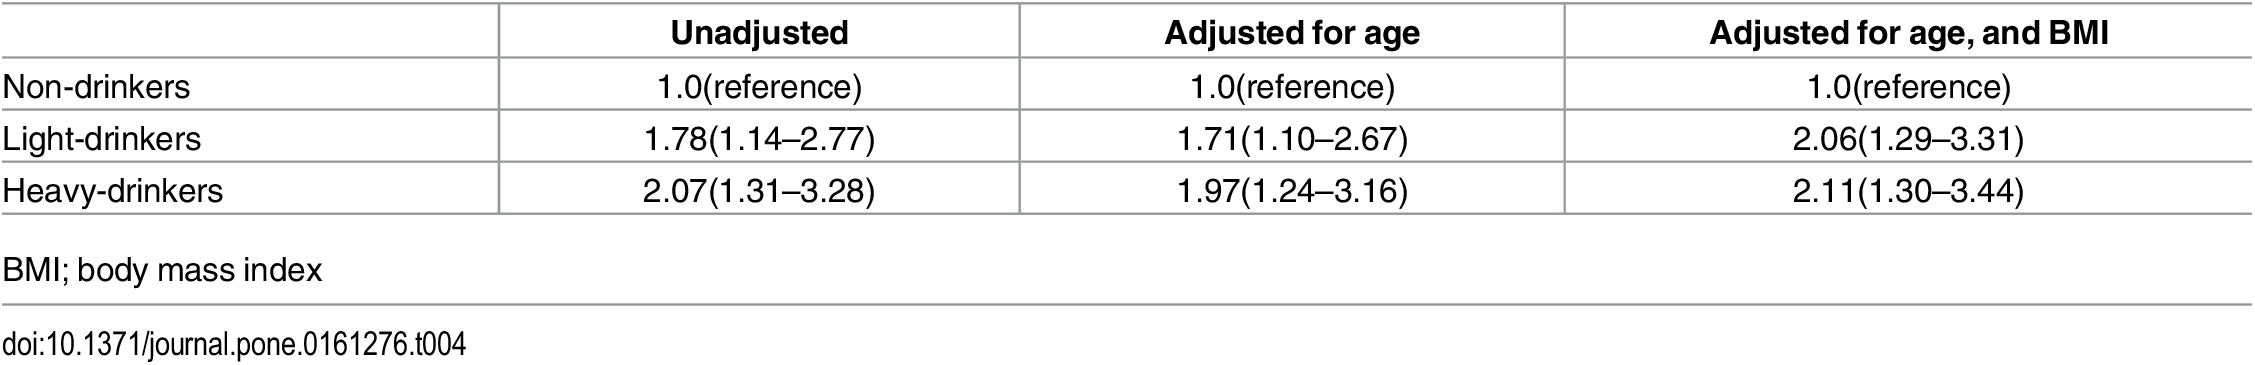 Unadjusted Adjusted for age Adjusted for age, and BMI
Non-drinkers 1.0(reference) 1.0(reference) 1.0(reference)
Light-drinkers 1.78(1.14–2.77) 1.71(1.10–2.67) 2.06(1.29–3.31)
Heavy-drinkers 2.07(1.31–3.28) 1.97(1.24–3.16) 2.11(1.30–3.44)
BMI; body mass index
doi:10.1371/journal.pone.0161276.t004